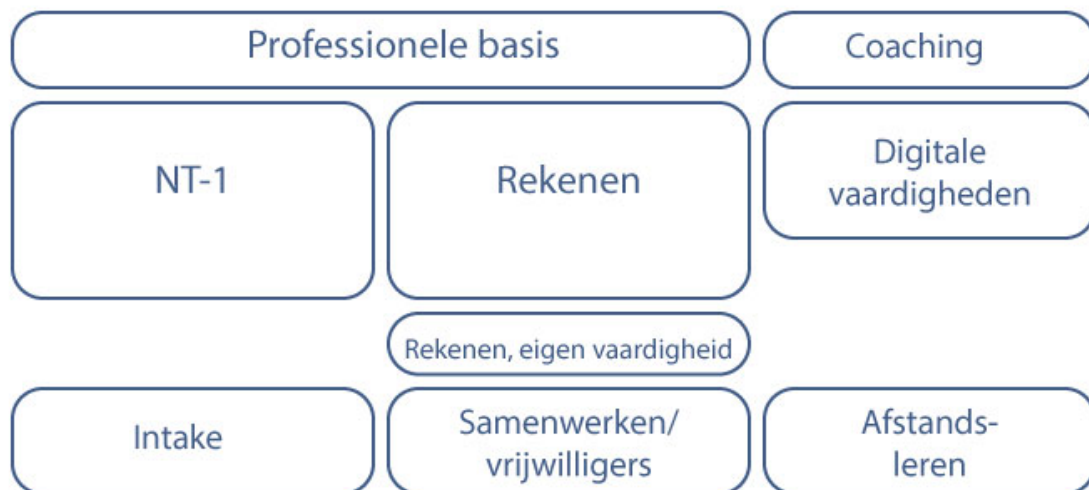 Professionele basis
Coaching
NT-1
Rekenen
Digitale
vaardigheden
Rekenen, eigen vaardigheid
Intake
Samenwerken/
vrijwilligers
Afstands-
leren